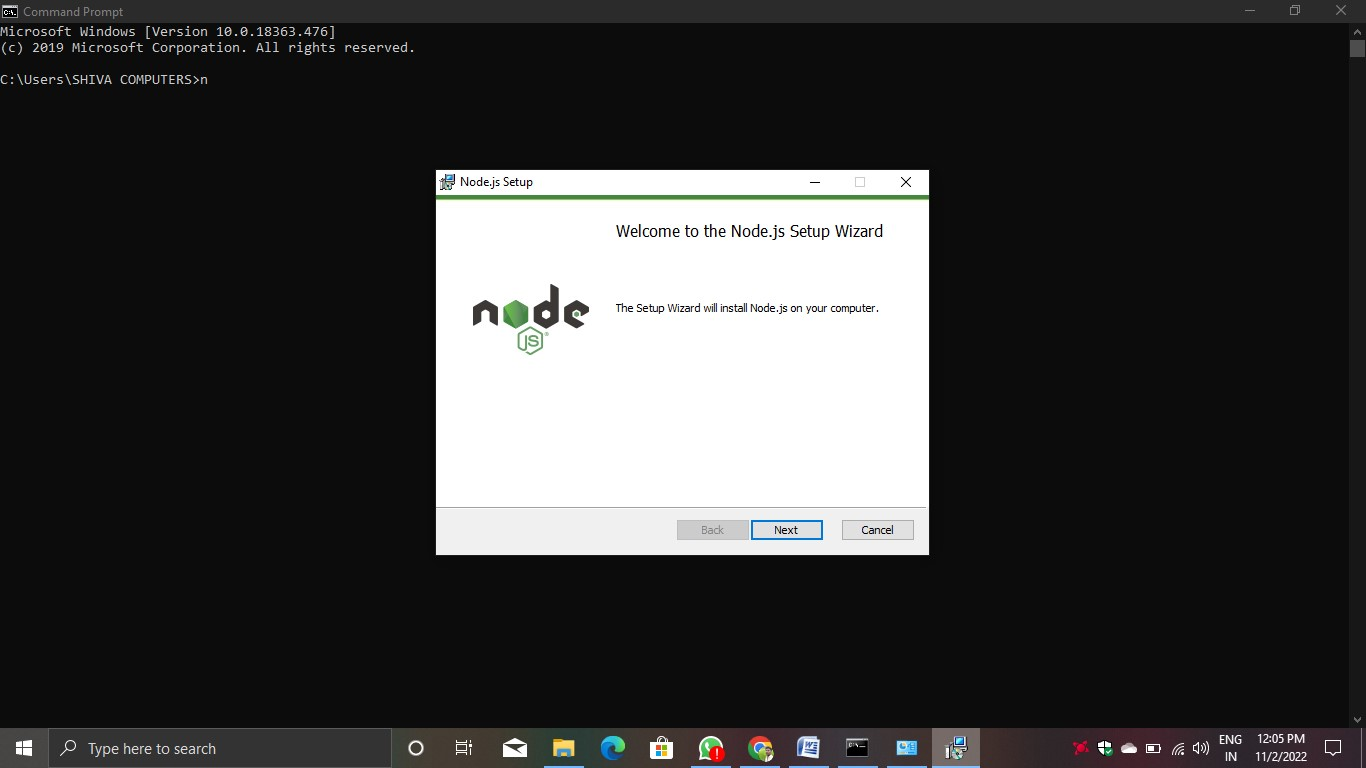 Command Prompt
Microsoft Windows [Version 10.0.18363.476]
(c) 2019 Microsoft Corporation. All rights reserved.
C:\Users\SHIVA COMPUTERS>n
Node.js Setup
Welcome to the Node.js Setup Wizard
node
JS
The Setup Wizard will install Node.js on your computer.
Back Next Cancel
Type here to search
ENG
IN
12:05 PM
11/2/2022